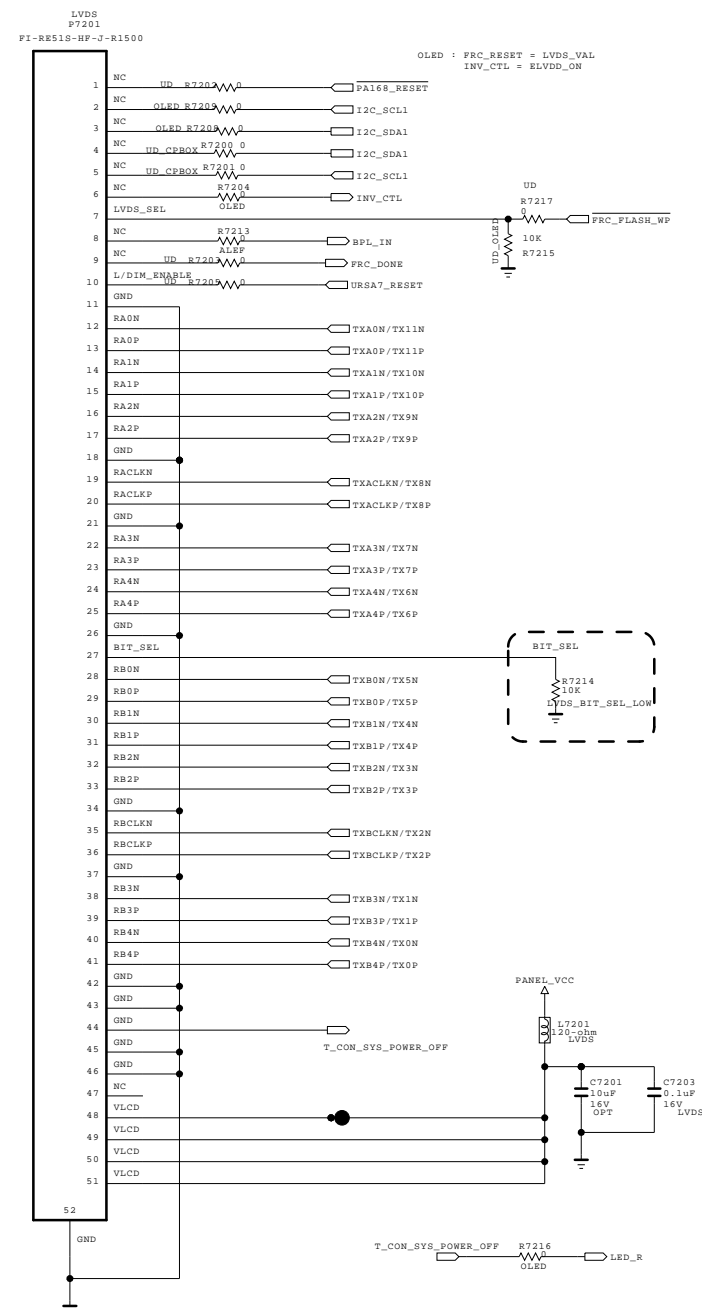 LVDS
P7201
FI-RE51S-HF-J-R1500
OLED : FRC_RESET = LVDS_VAL
INV_CTL = ELVDD_ON
1 NC UD R7202 0 PA168_RESET
2 NC OLED R7209 0 I2C_SCL1
3 NC OLED R7208 0 I2C_SDA1
4 NC UD_CPBOX R7200 0 I2C_SDA1
5 NC UD_CPBOX R7201 0 I2C_SCL1
6 NC R7204 0 OLED INV_CTL
UD
R7217
0
7 LVDS_SEL FRC_FLASH_WP
UD_OLED
10K
R7215
8 NC R7213 0 ALEF BPL_IN
9 NC UD R7203 0 FRC_DONE
10 L/DIM_ENABLE UD R7205 0 URSA7_RESET
11 GND
12 RA0N TXA0N/TX11N
13 RA0P TXA0P/TX11P
14 RA1N TXA1N/TX10N
15 RA1P TXA1P/TX10P
16 RA2N TXA2N/TX9N
17 RA2P TXA2P/TX9P
18 GND
19 RACLKN TXACLKN/TX8N
20 RACLKP TXACLKP/TX8P
21 GND
22 RA3N TXA3N/TX7N
23 RA3P TXA3P/TX7P
24 RA4N TXA4N/TX6N
25 RA4P TXA4P/TX6P
26 GND
27 BIT_SEL BIT_SEL
R7214
10K
LVDS_BIT_SEL_LOW
28 RB0N TXB0N/TX5N
29 RB0P TXB0P/TX5P
30 RB1N TXB1N/TX4N
31 RB1P TXB1P/TX4P
32 RB2N TXB2N/TX3N
33 RB2P TXB2P/TX3P
34 GND
35 RBCLKN TXBCLKN/TX2N
36 RBCLKP TXBCLKP/TX2P
37 GND
38 RB3N TXB3N/TX1N
39 RB3P TXB3P/TX1P
40 RB4N TXB4N/TX0N
41 RB4P TXB4P/TX0P
42 GND
43 GND
44 GND
T_CON_SYS_POWER_OFF
45 GND
46 GND
47 NC
48 VLCD
49 VLCD
50 VLCD
51 VLCD
PANEL_VCC
L7201
120-ohm
LVDS
C7201
10uF
16V
OPT
C7203
0.1uF
16V
LVDS
52
GND
T_CON_SYS_POWER_OFF R7216 0 OLED LED_R